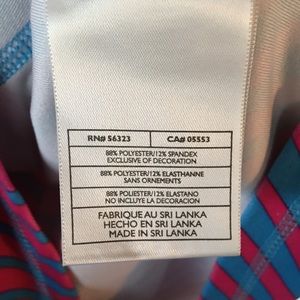 RN# 56323 CA# 05553
88% POLYESTER/12% SPANDEX
EXCLUSIVE OF DECORATION
88% POLYESTER/12% ELASTHANNE
SANS ORNEMENTS
88% POLIESTER/12% ELASTANO
NO INCLUYE LA DECORACION
FABRIQUE AU SRI LANKA
HECHO EN SRI LANKA
MADE IN SRI LANKA